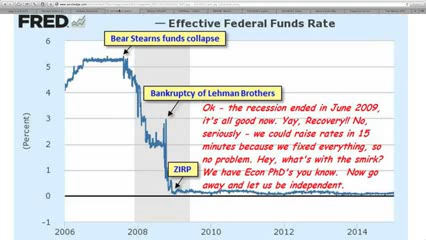 FRED
Effective Federal Funds Rate
Bear Stearns funds collapse
Bankruptcy of Lehman Brothers
Ok - the recession ended in June 2009,
it's all good now. Yay, Recovery!! No,
seriously - we could raise rates in 15
minutes because we fixed everything, so
no problem. Hey, what's with the smirk?
We have Econ PhD's you know. Now go
away and let us be independent.
ZIRP
(Percent)
6
5
4
3
2
1
0
2006
2008
2010
2012
2014